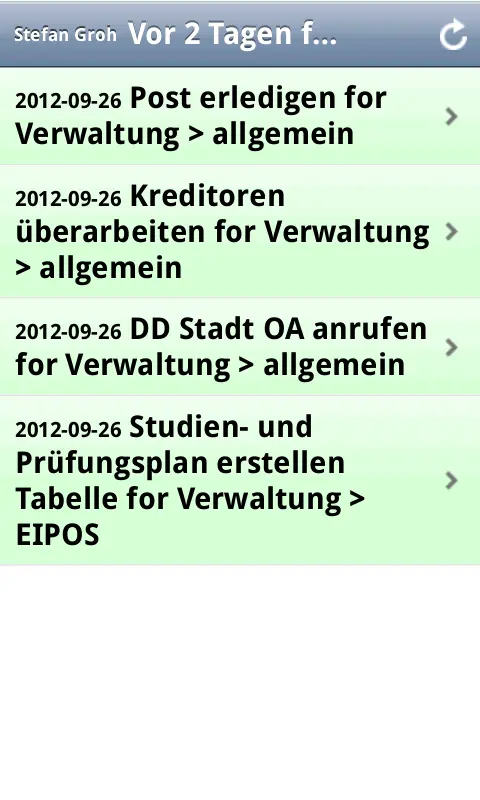 Stefan Groh Vor 2 Tagen f...
2012-09-26 Post erledigen for
Verwaltung > allgemein
2012-09-26 Kreditoren
überarbeiten for Verwaltung
> allgemein
2012-09-26 DD Stadt OA anrufen
for Verwaltung > allgemein
2012-09-26 Studien- und
Prüfungsplan erstellen
Tabelle for Verwaltung >
EIPOS